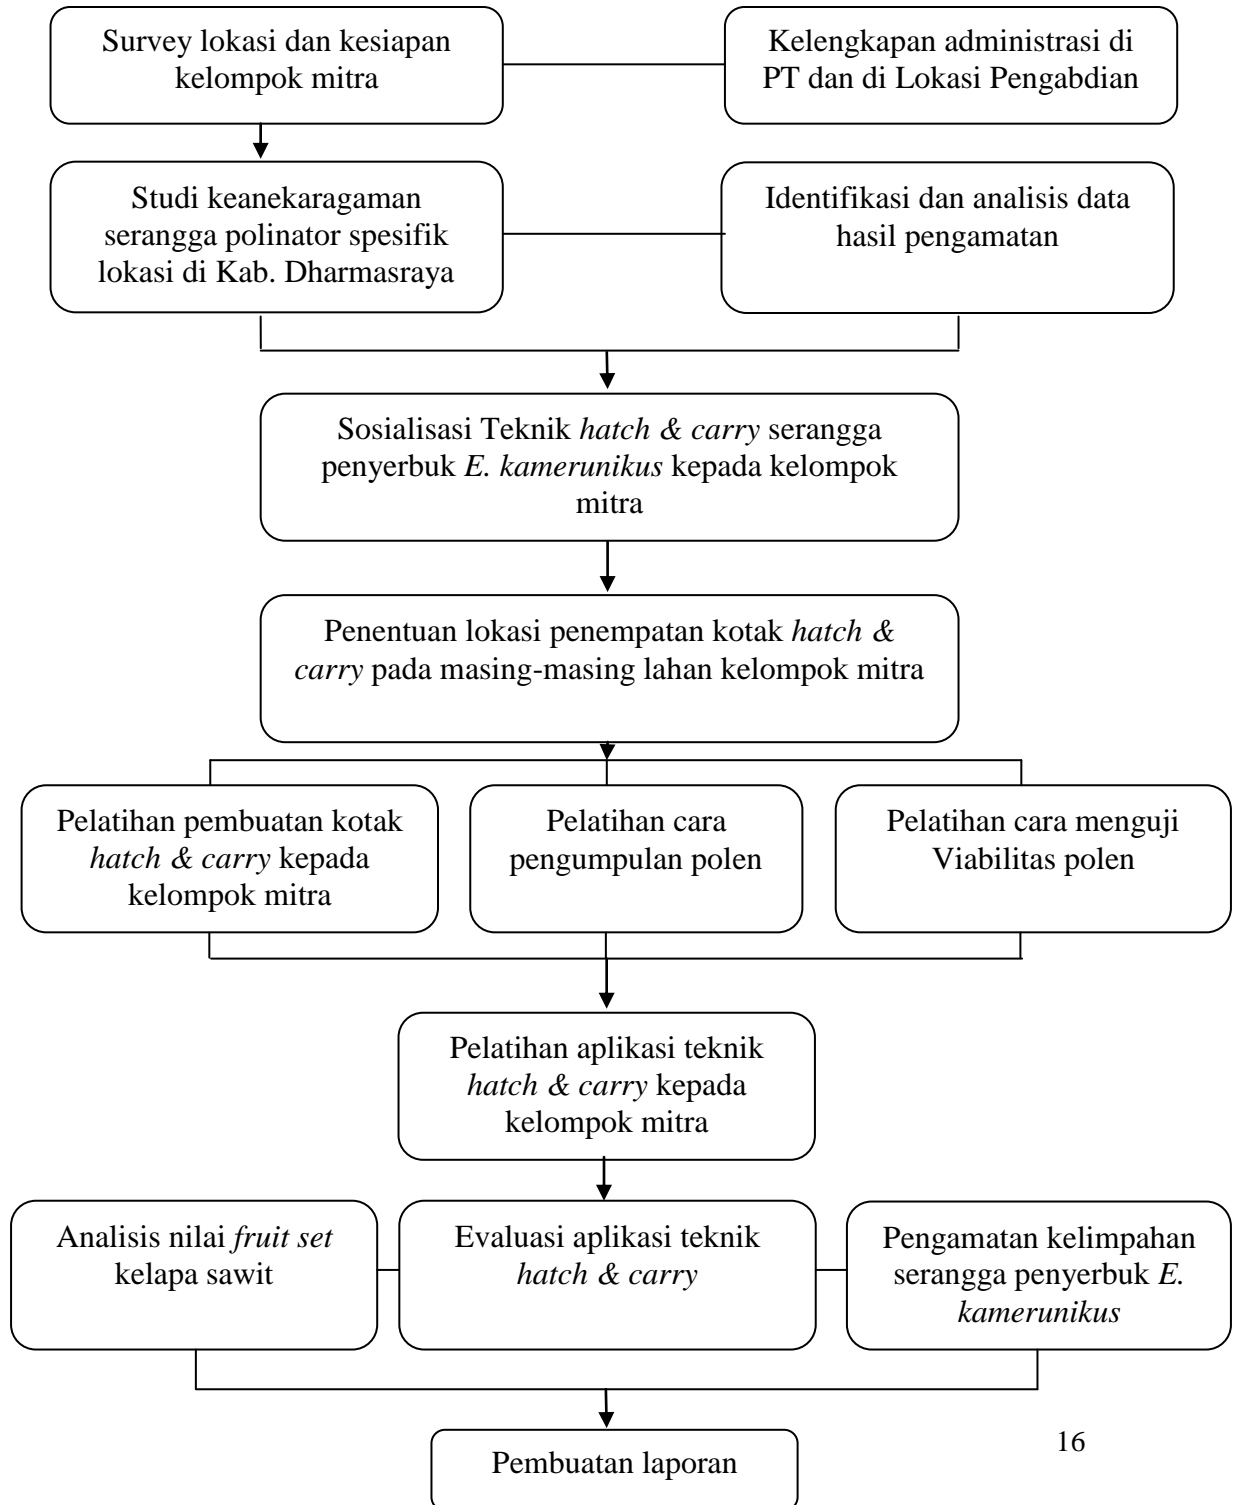 Survey lokasi dan kesiapan
kelompok mitra
Kelengkapan administrasi di
PT dan di Lokasi Pengabdian
Studi keanekaragaman
serangga polinator spesifik
lokasi di Kab. Dharmasraya
Identifikasi dan analisis data
hasil pengamatan
Sosialisasi Teknik hatch & carry serangga
penyerbuk E. kamerunikus kepada kelompok
mitra
Penentuan lokasi penempatan kotak hatch &
carry pada masing-masing lahan kelompok mitra
Pelatihan pembuatan kotak
hatch & carry kepada
kelompok mitra
Pelatihan cara
pengumpulan polen
Pelatihan cara menguji
Viabilitas polen
Pelatihan aplikasi teknik
hatch & carry kepada
kelompok mitra
Analisis nilai fruit set
kelapa sawit
Evaluasi aplikasi teknik
hatch & carry
Pengamatan kelimpahan
serangga penyerbuk E.
kamerunikus
Pembuatan laporan
16